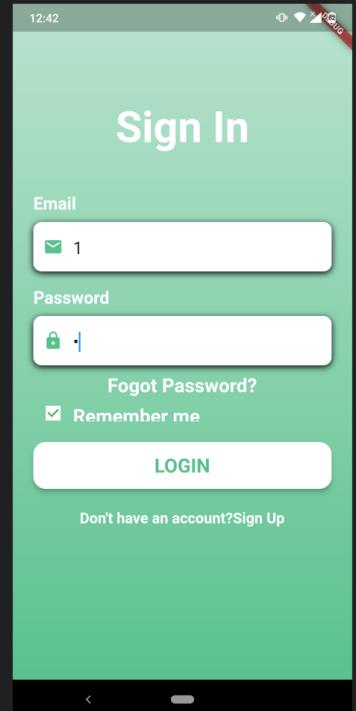 12:42
Sign In
Email
1
Password
•
Fogot Password?
Remember me
LOGIN
Don't have an account?Sign Up